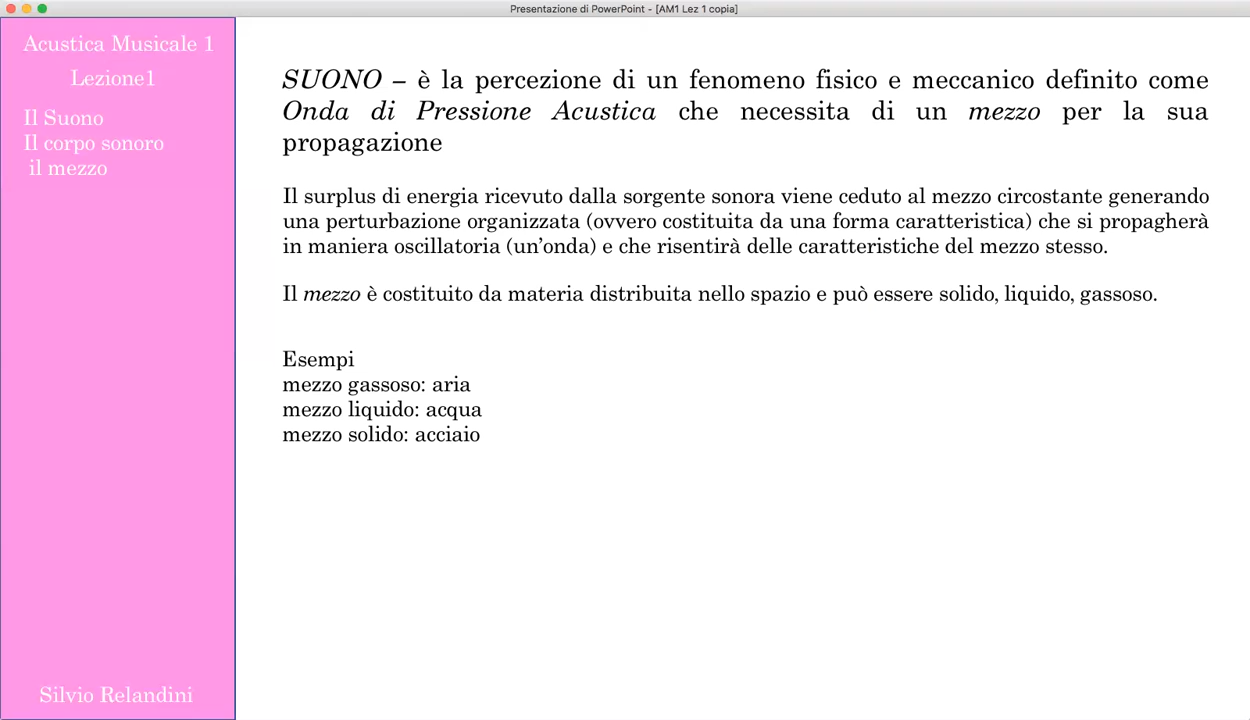 Presentazione di PowerPoint - [AM1 Lez 1 copia]
Acustica Musicale 1
Lezione1
Il Suono
Il corpo sonoro
il mezzo
SUONO – è la percezione di un fenomeno fisico e meccanico definito come
Onda di Pressione Acustica che necessita di un mezzo per la sua
propagazione
Il surplus di energia ricevuto dalla sorgente sonora viene ceduto al mezzo circostante generando
una perturbazione organizzata (ovvero costituita da una forma caratteristica) che si propagherà
in maniera oscillatoria (un’onda) e che risentirà delle caratteristiche del mezzo stesso.
Il mezzo è costituito da materia distribuita nello spazio e può essere solido, liquido, gassoso.
Esempi
mezzo gassoso: aria
mezzo liquido: acqua
mezzo solido: acciaio
Silvio Relandini